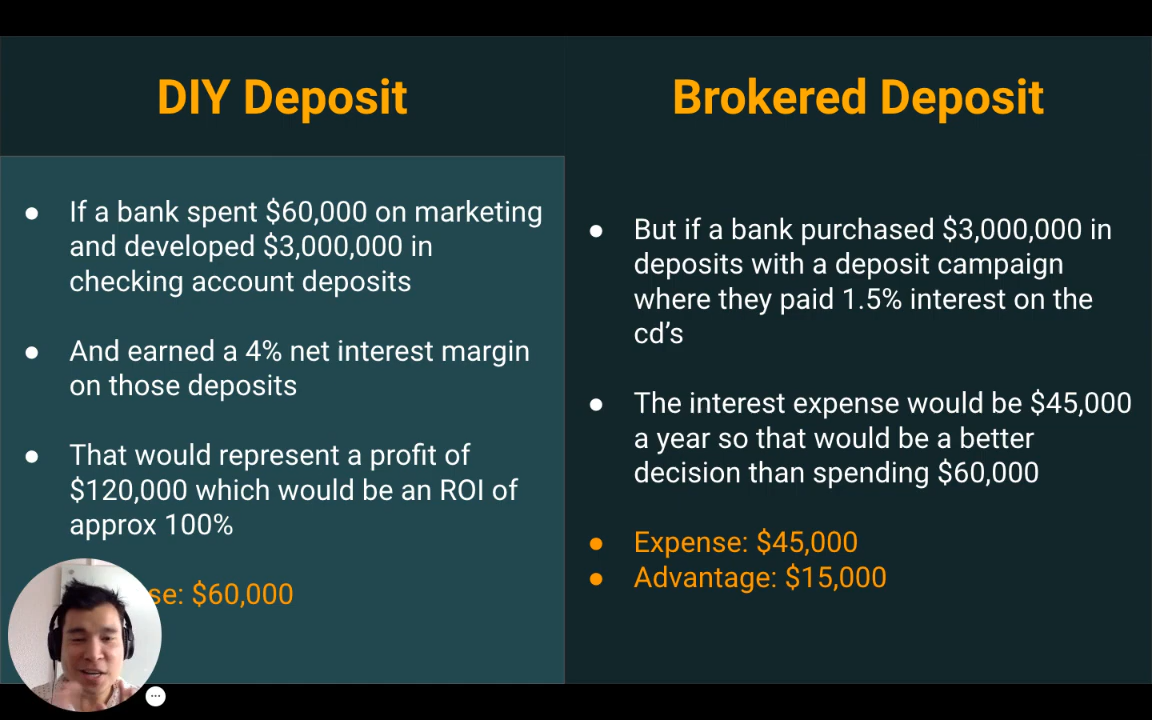 DIY Deposit
● If a bank spent $60,000 on marketing
and developed $3,000,000 in
checking account deposits
● And earned a 4% net interest margin
on those deposits
● That would represent a profit of
$120,000 which would be an ROI of
approx 100%
se: $60,000
Brokered Deposit
● But if a bank purchased $3,000,000 in
deposits with a deposit campaign
where they paid 1.5% interest on the
cd’s
● The interest expense would be $45,000
a year so that would be a better
decision than spending $60,000
● Expense: $45,000
● Advantage: $15,000